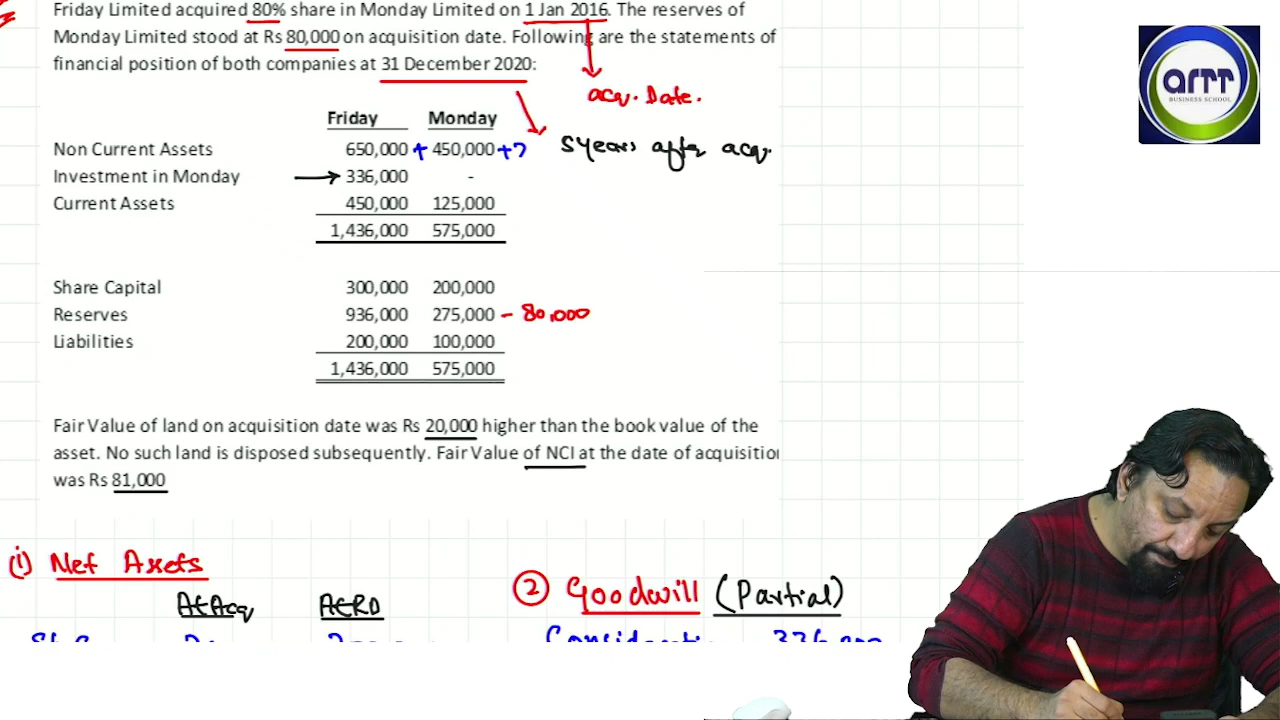 Friday Limited acquired 80% share in Monday Limited on 1 Jan 2016. The reserves of
Monday Limited stood at Rs 80,000 on acquisition date. Following are the statements of
financial position of both companies at 31 December 2020:
acq. Date.
Friday Monday
Non Current Assets 650,000 + 450,000 +? 5 years after acq.
Investment in Monday 336,000 -
Current Assets 450,000 125,000
1,436,000 575,000
Share Capital 300,000 200,000
Reserves 936,000 275,000 - 80,000
Liabilities 200,000 100,000
1,436,000 575,000
Fair Value of land on acquisition date was Rs 20,000 higher than the book value of the
asset. No such land is disposed subsequently. Fair Value of NCI at the date of acquisition
was Rs 81,000
(i) Net Assets
At Acq At RD
② Goodwill (Partial)
336,000
artt
BUSINESS SCHOOL